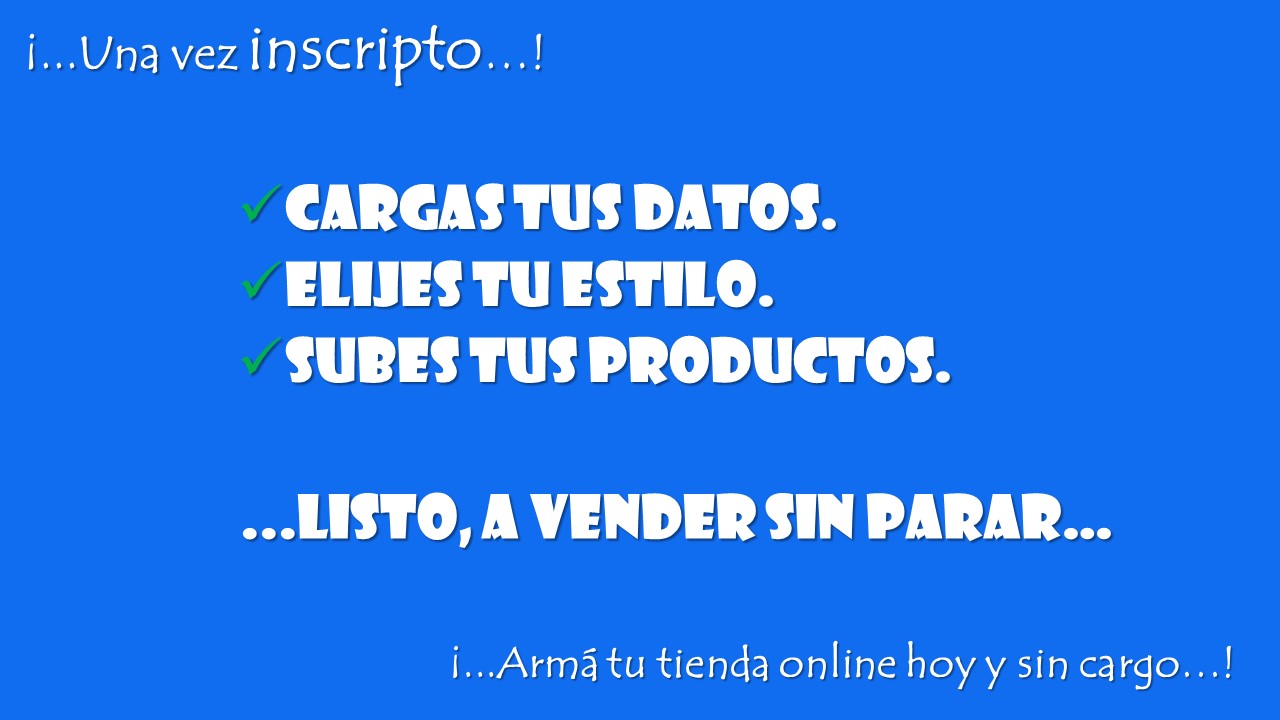 ¡...Una vez inscripto...!
✓CARGAS TUS DATOS.
✓ELIJES TU ESTILO.
✓SUBES TUS PRODUCTOS.
...LISTO, A VENDER SIN PARAR...
¡...Armá tu tienda online hoy y sin cargo...!